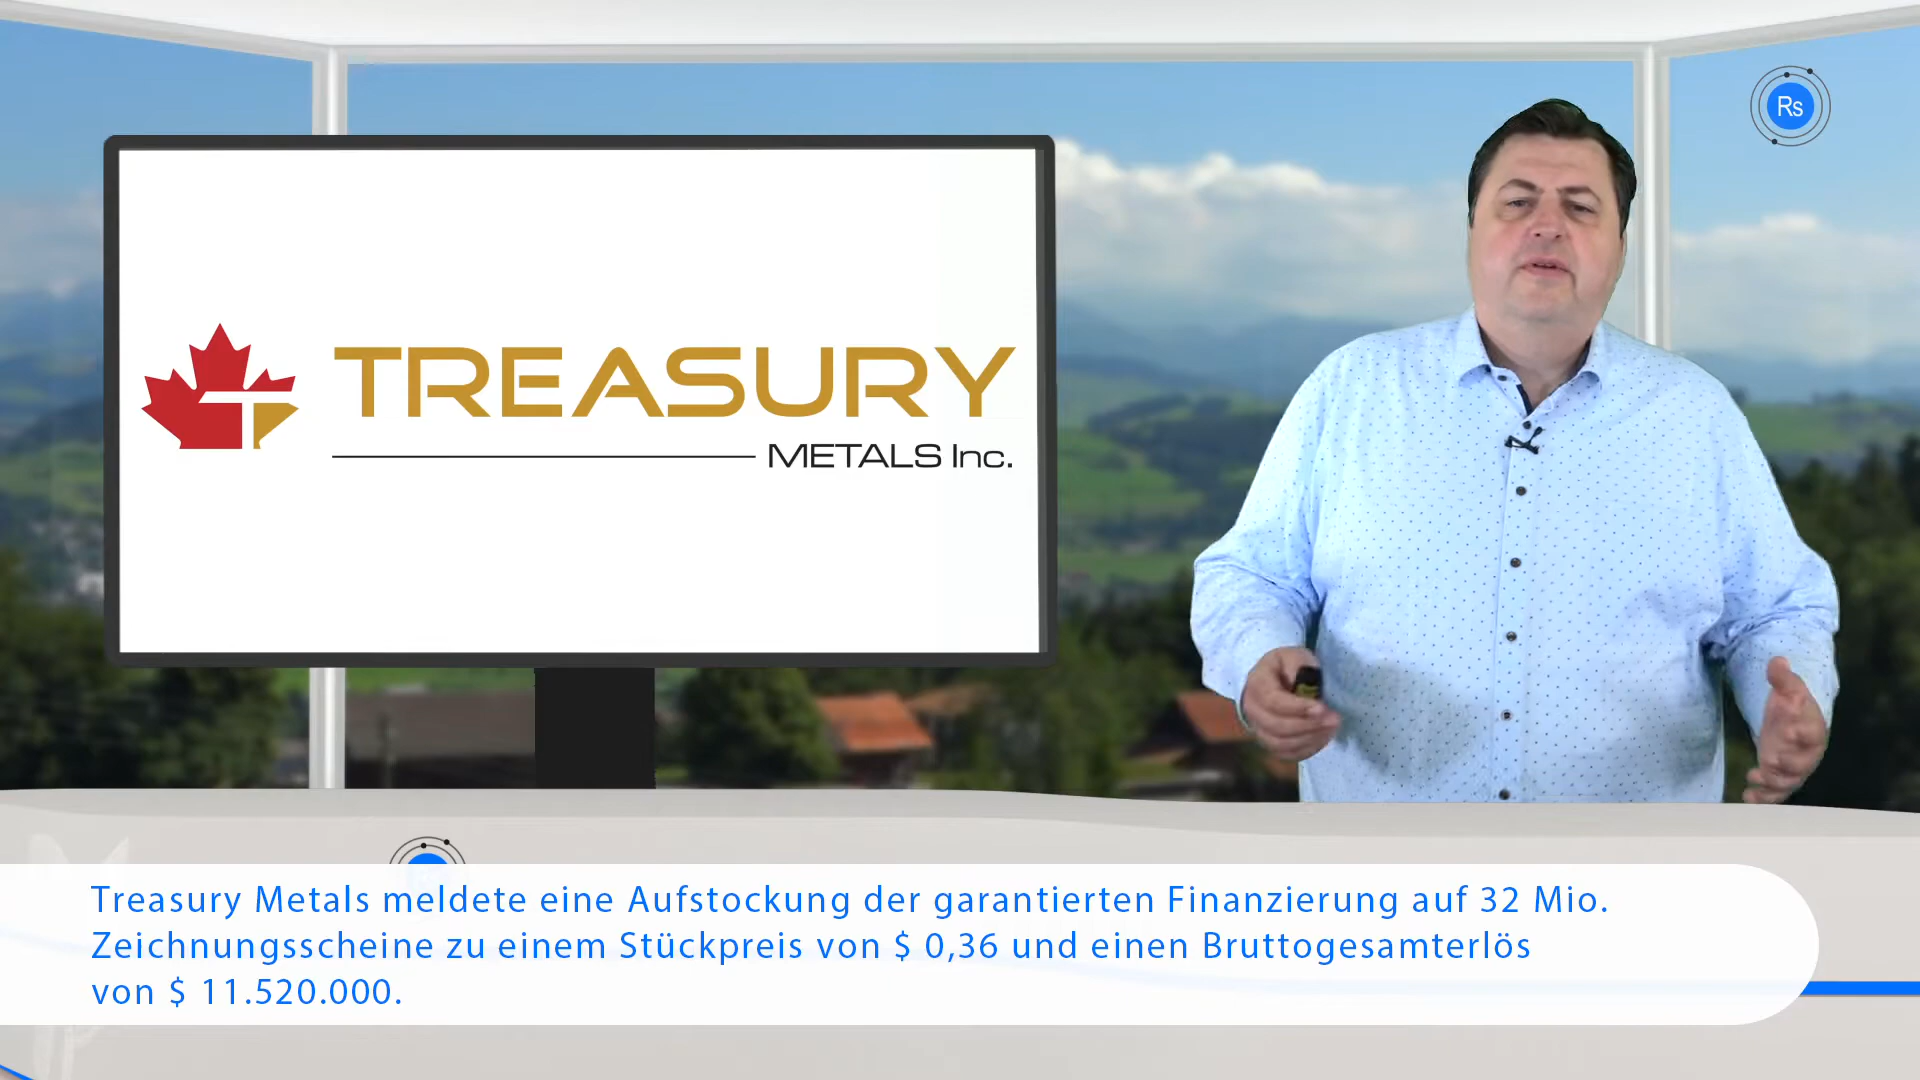 Rs
TREASURY
METALS Inc.
Treasury Metals meldete eine Aufstockung der garantierten Finanzierung auf 32 Mio.
Zeichnungsscheine zu einem Stückpreis von $ 0,36 und einen Bruttogesamterlös
von $ 11.520.000.